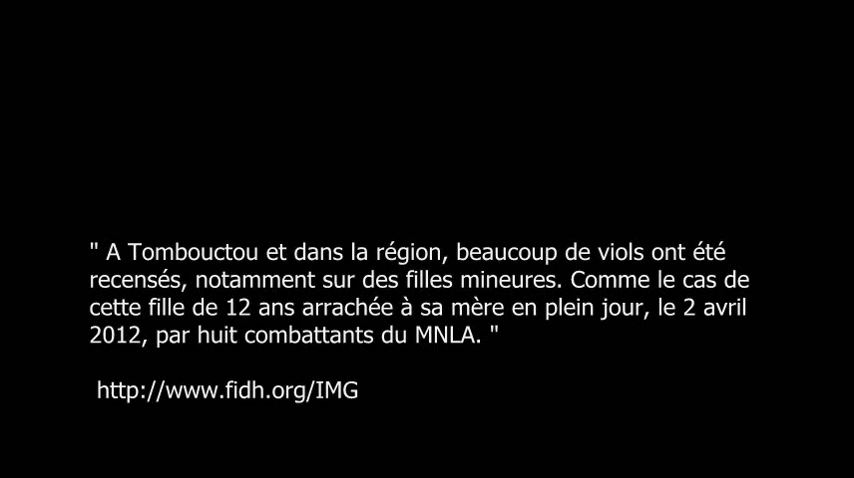 " A Tombouctou et dans la région, beaucoup de viols ont été
recensés, notamment sur des filles mineures. Comme le cas de
cette fille de 12 ans arrachée à sa mère en plein jour, le 2 avril
2012, par huit combattants du MNLA. "
http://www.fidh.org/IMG